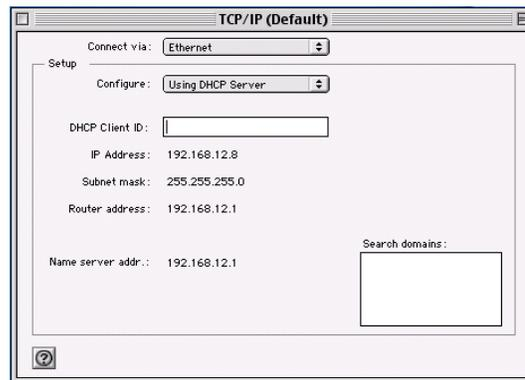 TCP/IP (Default)
Connect via: Ethernet
Setup
Configure: Using DHCP Server
DHCP Client ID:
IP Address: 192.168.12.8
Subnet mask: 255.255.255.0
Router address: 192.168.12.1
Search domains:
Name server addr.: 192.168.12.1
?